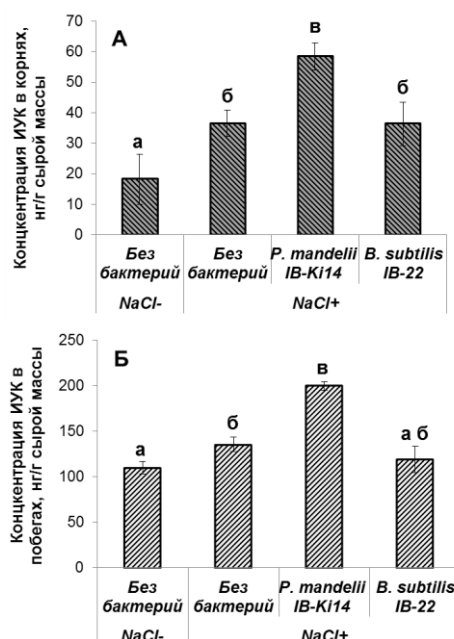 А
Концкентрация ИУК в корнях,
нг/г сырой массы
70
60
50
40
30
20
10
0
а
б
в
б
Без
бактерий
Без
бактерий
P. mandelii
IB-Ki14
B. subtilis
IB-22
NaCl-
NaCl+
Б
Концкентрация ИУК в
побегах, нг/г сырой массы
250
200
150
100
50
0
а
б
в
а б
Без
бактерий
Без
бактерий
P. mandelii
IB-Ki14
B. subtilis
IB-22
NaCl-
NaCl+